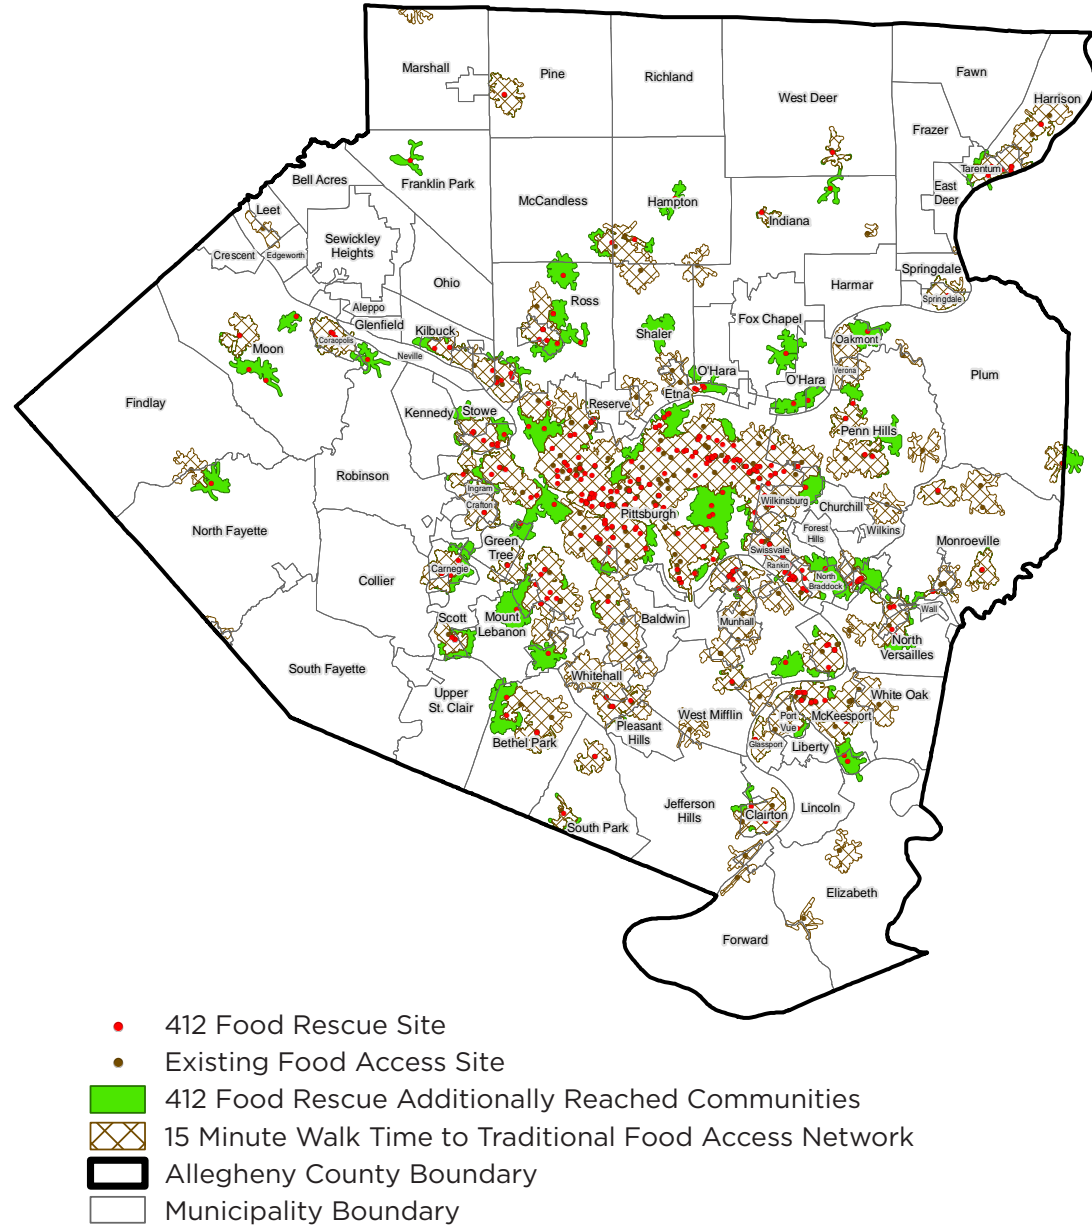 Marshall
Pine
Richland
West Deer
Fawn
Harrison
Frazer
Tarentum
East
Deer
Bell Acres
Franklin Park
McCandless
Hampton
Indiana
Leet
Crescent
Edgeworth
Sewickley
Heights
Ohio
Aleppo
Glenfield
Ross
Harmar
Springdale
Springdale
Coraopolis
Moon
Neville
Kilbuck
Shaler
Fox Chapel
Oakmont
Verona
Plum
Findlay
O'Hara
O'Hara
Etna
Reserve
Kennedy
Stowe
Penn Hills
Robinson
Ingram
Crafton
Pittsburgh
Wilkinsburg
Churchill
Wilkins
Forest
Hills
North Fayette
Green
Tree
Swissvale
Rankin
Monroeville
Collier
Carnegie
North
Braddock
Wall
Scott
Mount
Lebanon
Baldwin
Munhall
North
Versailles
South Fayette
Whitehall
Upper
St. Clair
White Oak
West Mifflin
Port
Vue
McKeesport
Bethel Park
Pleasant
Hills
Glassport
Liberty
Jefferson
Hills
Lincoln
Clairton
South Park
Elizabeth
Forward
412 Food Rescue Site
Existing Food Access Site
412 Food Rescue Additionally Reached Communities
15 Minute Walk Time to Traditional Food Access Network
Allegheny County Boundary
Municipality Boundary